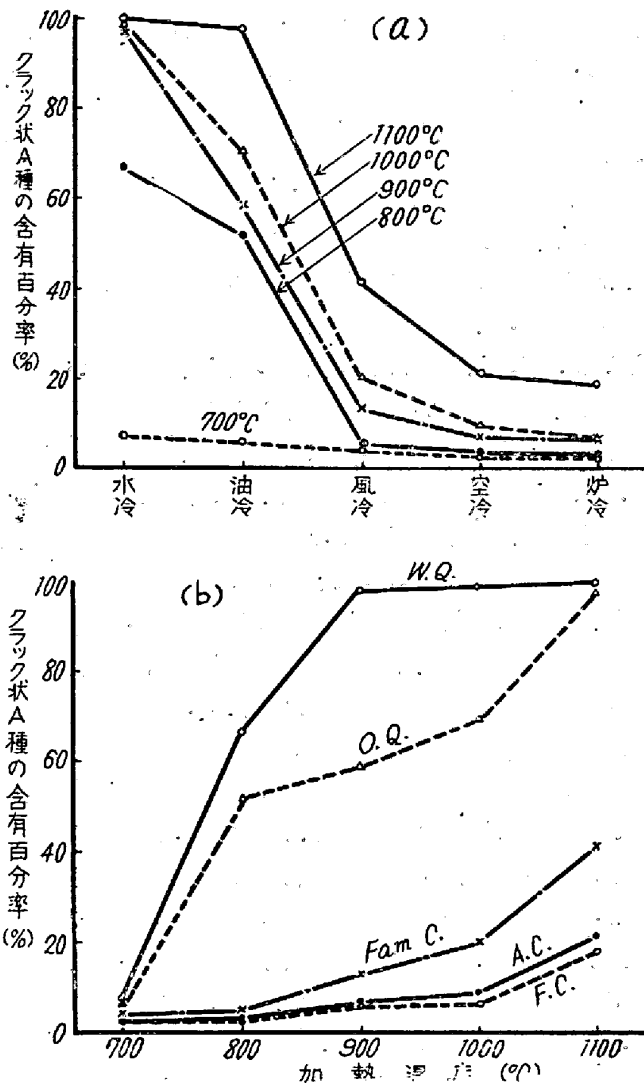 (a)
クラック状A種の含有百分率(%)
100
80
60
40
20
0
1100°C
1000°C
900°C
800°C
700°C
水冷
油冷
風冷
空冷
炉冷
(b)
クラック状A種の含有百分率(%)
100
80
60
40
20
0
W.Q.
O.Q.
Fam C.
A.C.
F.C.
700
800
900
1000
1100
加熱温度(°C)